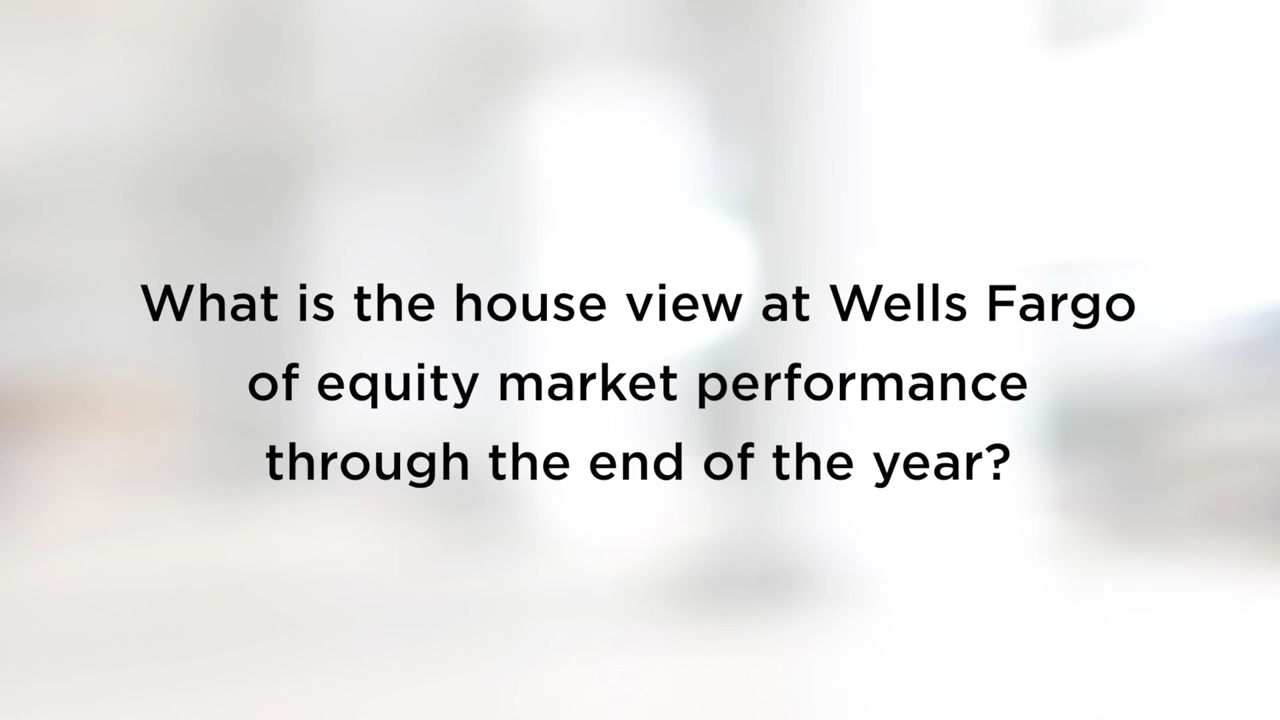 What is the house view at Wells Fargo
of equity market performance
through the end of the year?